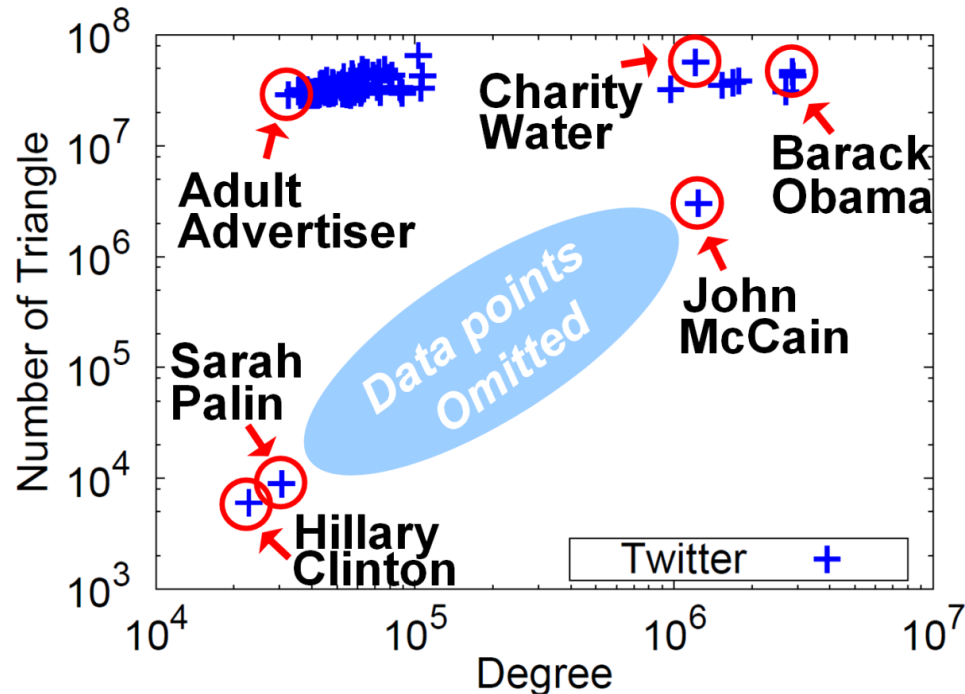 10^8
10^7
10^6
10^5
10^4
10^3
Number of Triangle
Charity
Water
Barack
Obama
Adult
Advertiser
John
McCain
Data points
Omitted
Sarah
Palin
Hillary
Clinton
Twitter
10^4
10^5
10^6
10^7
Degree